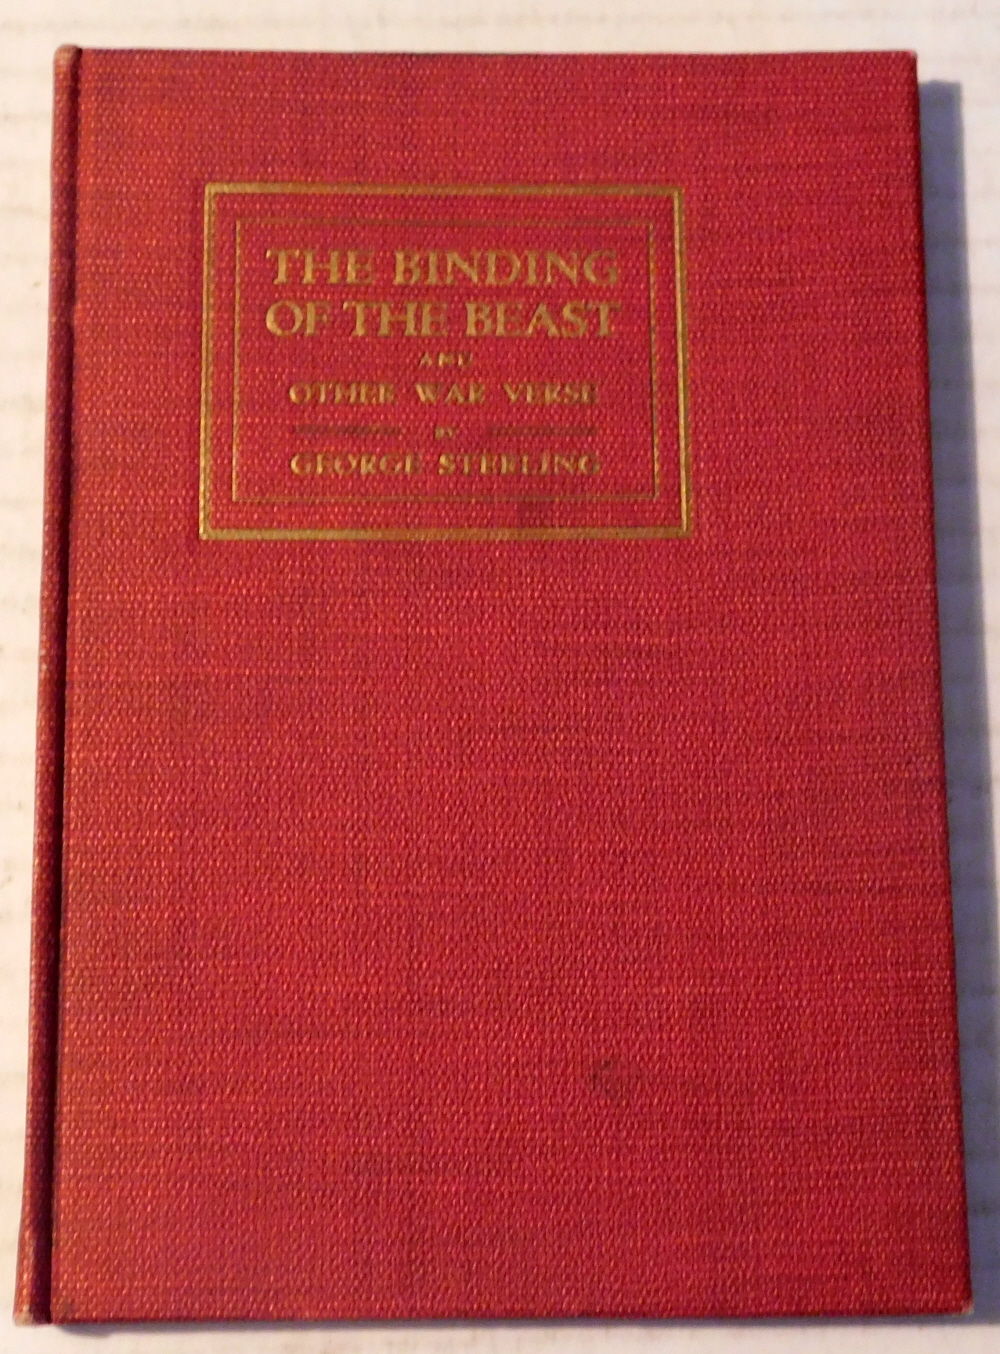 THE BINDING
OF THE BEAST
AND
OTHER WAR VERSE
BY
GEORGE STERLING